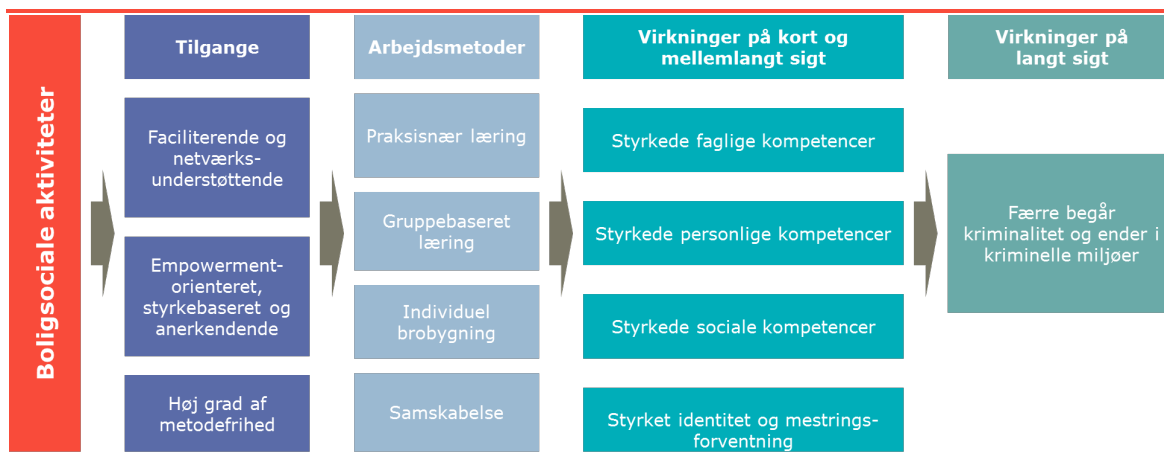 Boligsociale aktiviteter
Tilgange
Faciliterende og
netværks-
understøttende
Empowerment-
orienteret,
styrkebaseret og
anerkendende
Høj grad af
metodefrihed
Arbejdsmetoder
Praksisnær læring
Gruppebaseret
læring
Individuel
brobygning
Samskabelse
Virkninger på kort og
mellemlangt sigt
Styrkede faglige kompetencer
Styrkede personlige kompetencer
Styrkede sociale kompetencer
Styrket identitet og mestrings-
forventning
Virkninger på
langt sigt
Færre begår
kriminalitet og ender i
kriminelle miljøer